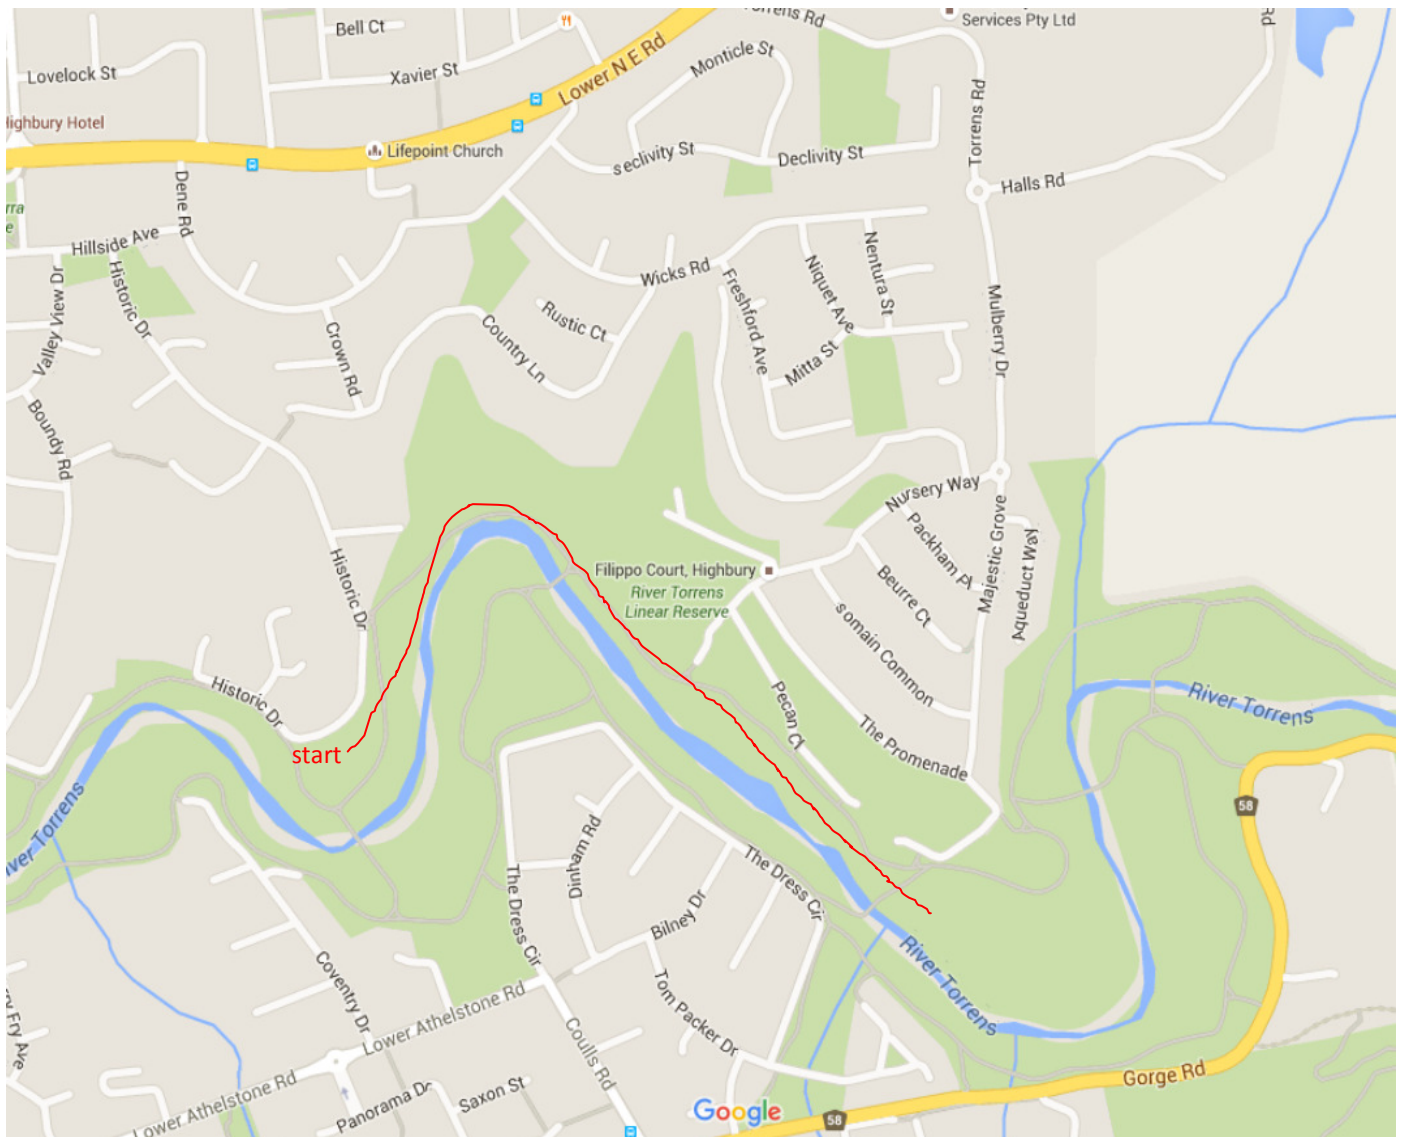 Torrens Rd
Services Pty Ltd
Rd
Bell Ct
Lovelock St
Xavier St
Lower N E Rd
Monticle St
Torrens Rd
Highbury Hotel
Lifepoint Church
seclivity St
Declivity St
Halls Rd
Dene Rd
Hillside Ave
Historic Dr
Valley View Dr
Wicks Rd
Freshford Ave
Niquet Ave
Nentura St
Mulberry Dr
Rustic Ct
Country Ln
Crown Rd
Mitta St
Boundy Rd
Nursery Way
Packham Pl
Majestic Grove
Aqueduct Way
Historic Dr
Filippo Court, Highbury
River Torrens
Linear Reserve
Beurre Ct
somain Common
Historic Dr
Pecan Ct
The Promenade
River Torrens
start
58
River Torrens
Dinham Rd
The Dress Cir
The Dress Cir
Bilney Dr
River Torrens
Coventry Dr
Tom Packer Dr
Lower Athelstone Rd
Coulls Rd
Gorge Rd
Lower Athelstone Rd
Panorama Dr
Saxon St
Google
58